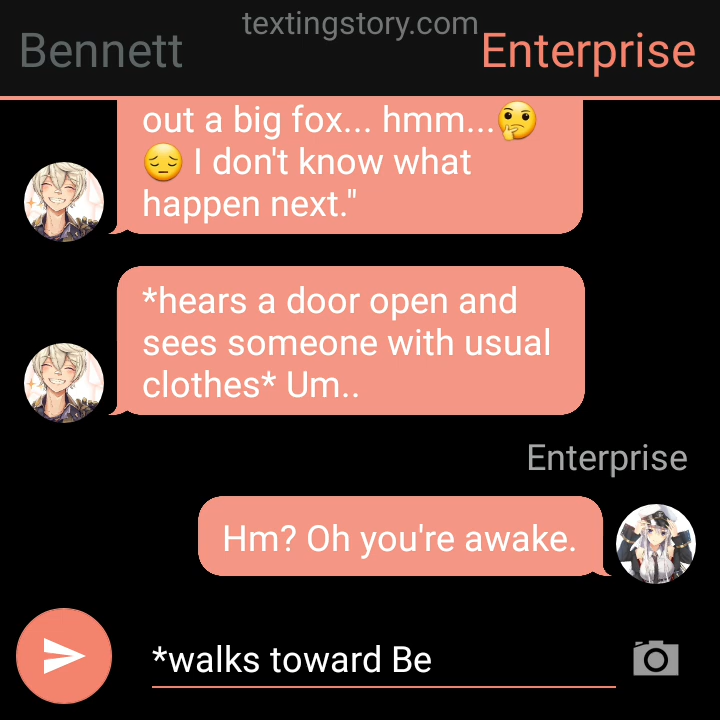 textingstory.com
Bennett
Enterprise
out a big fox... hmm...🤔
😔 I don't know what
happen next."
*hears a door open and
sees someone with usual
clothes* Um..
Enterprise
Hm? Oh you're awake.
*walks toward Be